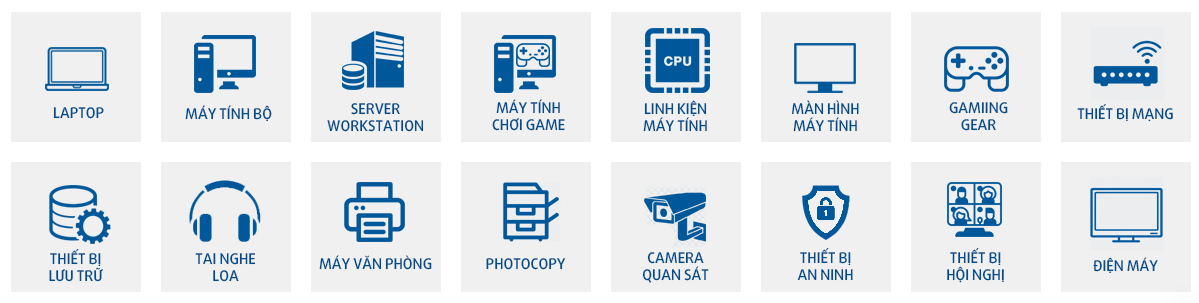 LAPTOP
MÁY TÍNH BỘ
SERVER
WORKSTATION
MÁY TÍNH
CHƠI GAME
CPU
LINH KIỆN
MÁY TÍNH
MÀN HÌNH
MÁY TÍNH
GAMIING
GEAR
THIẾT BỊ MẠNG
THIẾT BỊ
LƯU TRỮ
TAI NGHE
LOA
MÁY VĂN PHÒNG
PHOTOCOPY
CAMERA
QUAN SÁT
1
THIẾT BỊ
AN NINH
THIẾT BỊ
HỘI NGHỊ
ĐIỆN MÁY